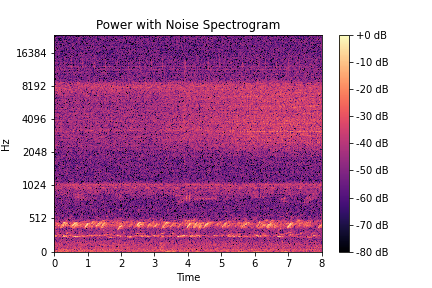 Power with Noise Spectrogram
16384
8192
4096
2048
1024
512
0
Hz
0 1 2 3 4 5 6 7 8
Time
+0 dB
-10 dB
-20 dB
-30 dB
-40 dB
-50 dB
-60 dB
-70 dB
-80 dB